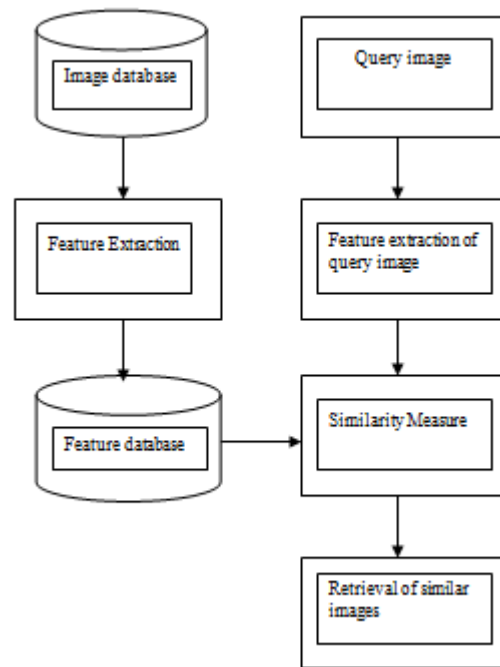 Image database
Query image
Feature Extraction
Feature extraction of
query image
Feature database
Similarity Measure
Retrieval of similar
images